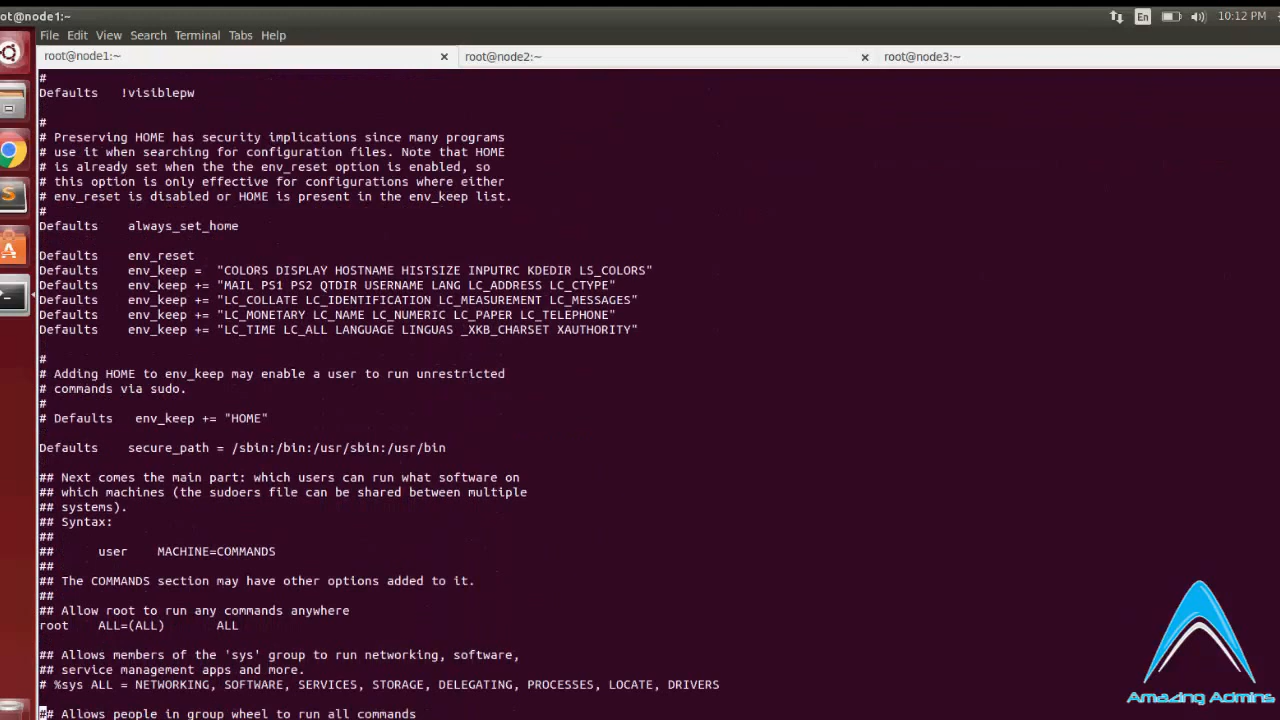 ot@node1:~
En
10:12 PM
File Edit View Search Terminal Tabs Help
root@node1:~ root@node2:~ root@node3:~
#
Defaults !visiblepw
#
# Preserving HOME has security implications since many programs
# use it when searching for configuration files. Note that HOME
# is already set when the the env_reset option is enabled, so
# this option is only effective for configurations where either
# env_reset is disabled or HOME is present in the env_keep list.
#
Defaults always_set_home
Defaults env_reset
Defaults env_keep = "COLORS DISPLAY HOSTNAME HISTSIZE INPUTRC KDEDIR LS_COLORS"
Defaults env_keep += "MAIL PS1 PS2 QTDIR USERNAME LANG LC_ADDRESS LC_CTYPE"
Defaults env_keep += "LC_COLLATE LC_IDENTIFICATION LC_MEASUREMENT LC_MESSAGES"
Defaults env_keep += "LC_MONETARY LC_NAME LC_NUMERIC LC_PAPER LC_TELEPHONE"
Defaults env_keep += "LC_TIME LC_ALL LANGUAGE LINGUAS _XKB_CHARSET XAUTHORITY"
#
# Adding HOME to env_keep may enable a user to run unrestricted
# commands via sudo.
#
# Defaults env_keep += "HOME"
Defaults secure_path = /sbin:/bin:/usr/sbin:/usr/bin
## Next comes the main part: which users can run what software on
## which machines (the sudoers file can be shared between multiple
## systems).
## Syntax:
##
## user MACHINE=COMMANDS
##
## The COMMANDS section may have other options added to it.
##
## Allow root to run any commands anywhere
root ALL=(ALL) ALL
## Allows members of the 'sys' group to run networking, software,
## service management apps and more.
# %sys ALL = NETWORKING, SOFTWARE, SERVICES, STORAGE, DELEGATING, PROCESSES, LOCATE, DRIVERS
## Allows people in group wheel to run all commands
Amazing Admins